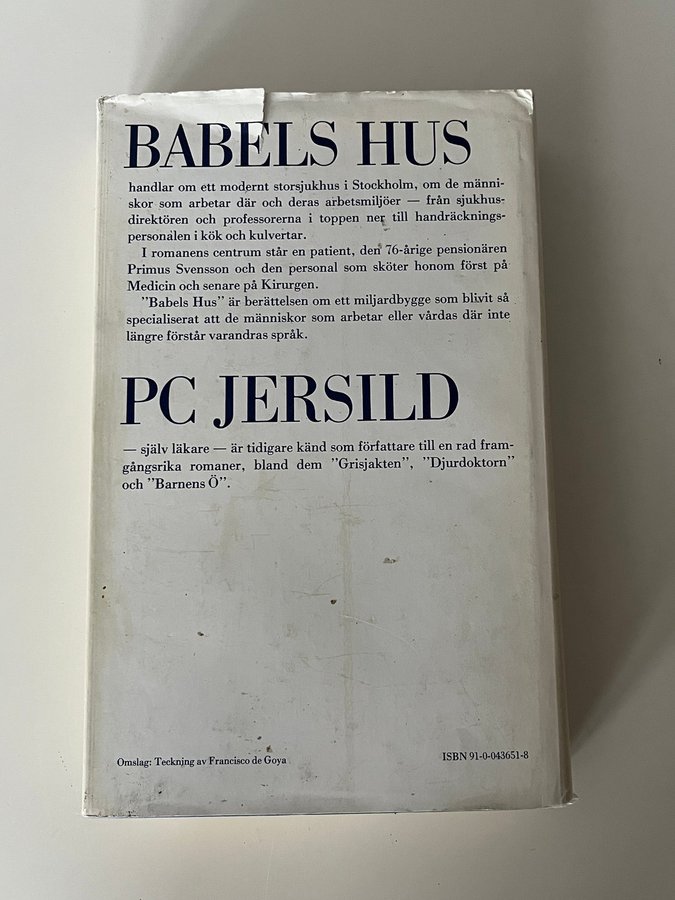 BABELS HUS
handlar om ett modernt storsjukhus i Stockholm, om de männi-
skor som arbetar där och deras arbetsmiljöer — från sjukhus-
direktören och professorerna i toppen ner till handräcknings-
personalen i kök och kulvertar.
I romanens centrum står en patient, den 76-årige pensionären
Primus Svensson och den personal som sköter honom först på
Medicin och senare på Kirurgen.
"Babels Hus" är berättelsen om ett miljardbygge som blivit så
specialiserat att de människor som arbetar eller vårdas där inte
längre förstår varandras språk.
PC JERSILD
— själv läkare — är tidigare känd som författare till en rad fram-
gångsrika romaner, bland dem "Grisjakten", "Djurdoktorn"
och "Barnens Ö".
Omslag: Teckning av Francisco de Goya
ISBN 91-0-043651-8